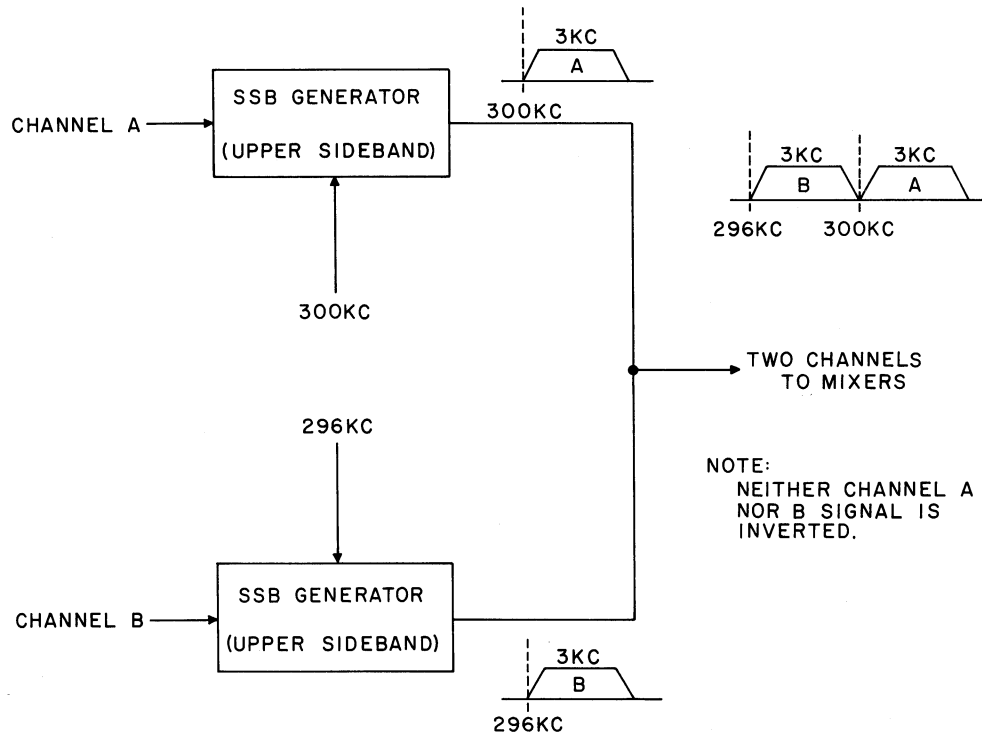 3KC
A
SSB GENERATOR
(UPPER SIDEBAND)
CHANNEL A
300KC
3KC
3KC
B
A
296KC
300KC
300KC
TWO CHANNELS
TO MIXERS
296KC
NOTE:
NEITHER CHANNEL A
NOR B SIGNAL IS
INVERTED.
SSB GENERATOR
(UPPER SIDEBAND)
CHANNEL B
3KC
B
296KC